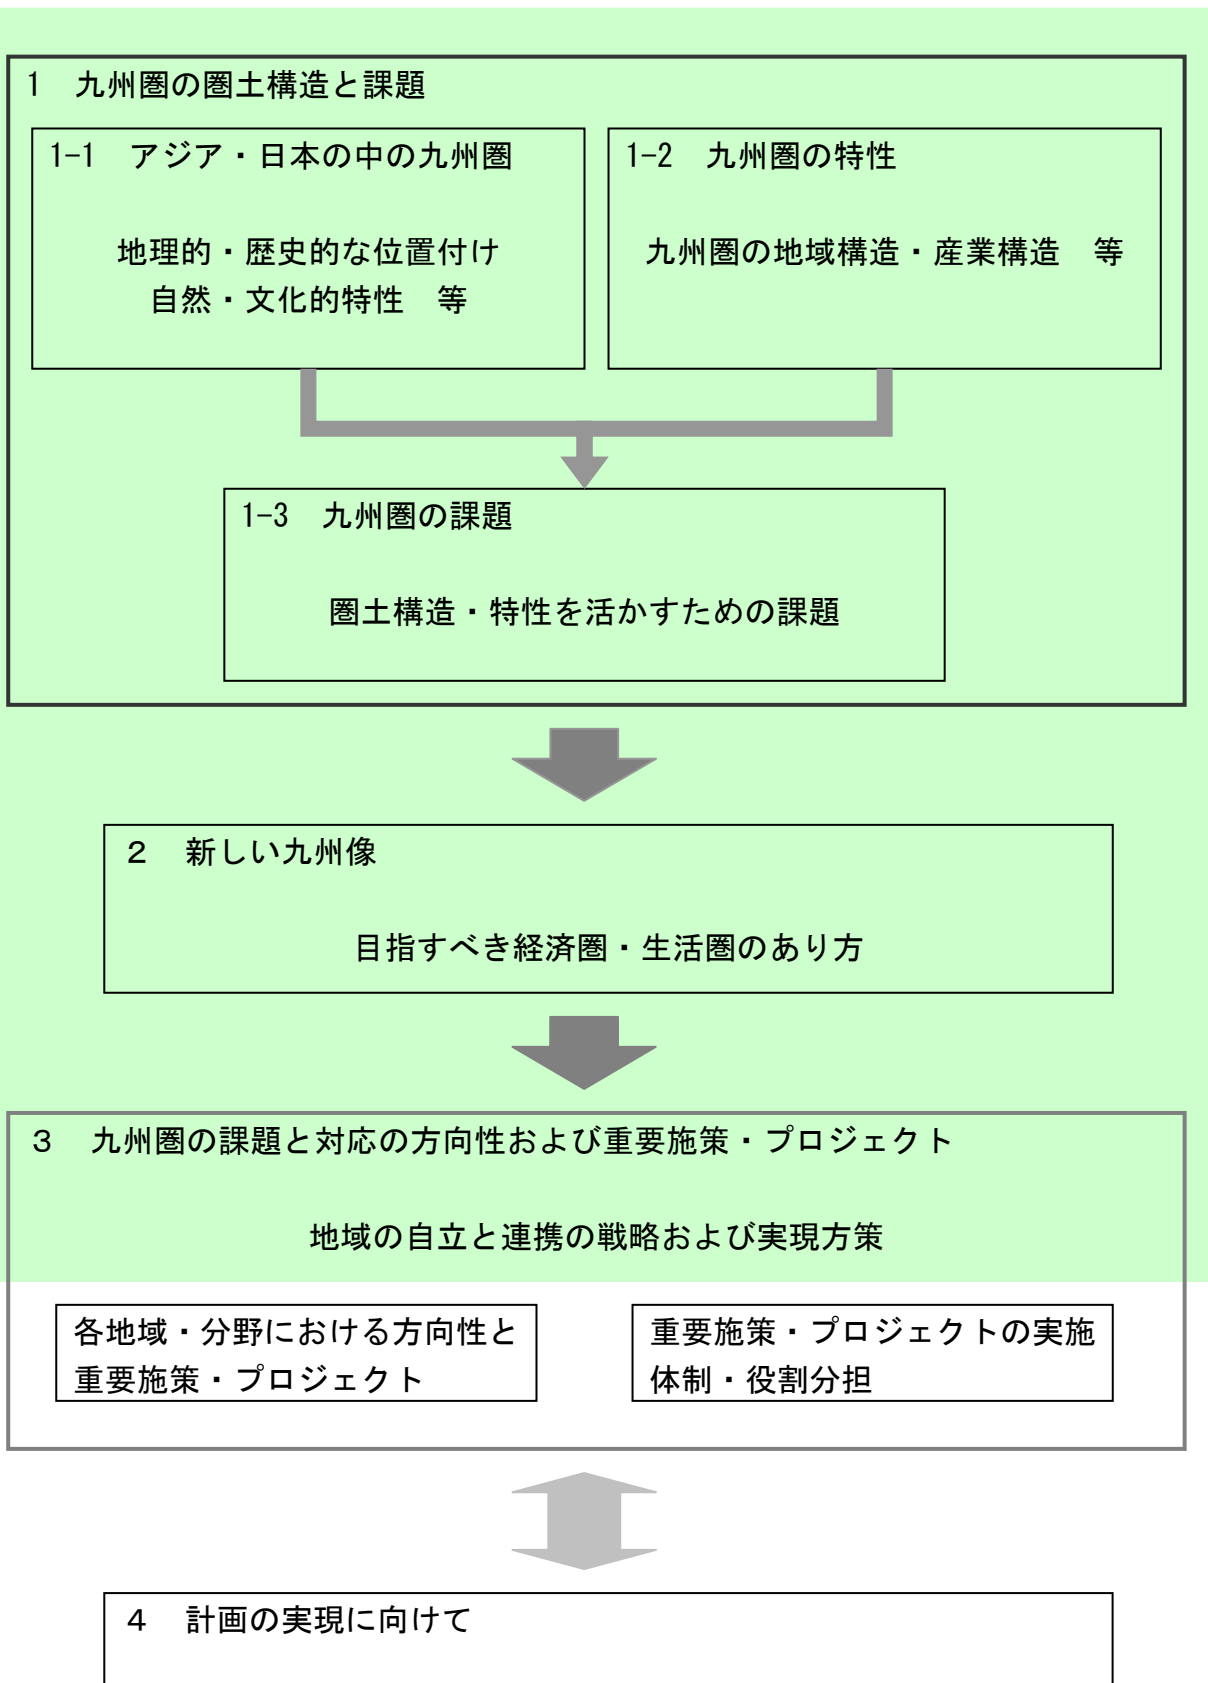 1　九州圏の圏土構造と課題
1-1　アジア・日本の中の九州圏
地理的・歴史的な位置付け
自然・文化的特性　等
1-2　九州圏の特性
九州圏の地域構造・産業構造　等
1-3　九州圏の課題
圏土構造・特性を活かすための課題
２　新しい九州像
目指すべき経済圏・生活圏のあり方
３　九州圏の課題と対応の方向性および重要施策・プロジェクト
地域の自立と連携の戦略および実現方策
各地域・分野における方向性と
重要施策・プロジェクト
重要施策・プロジェクトの実施
体制・役割分担
４　計画の実現に向けて